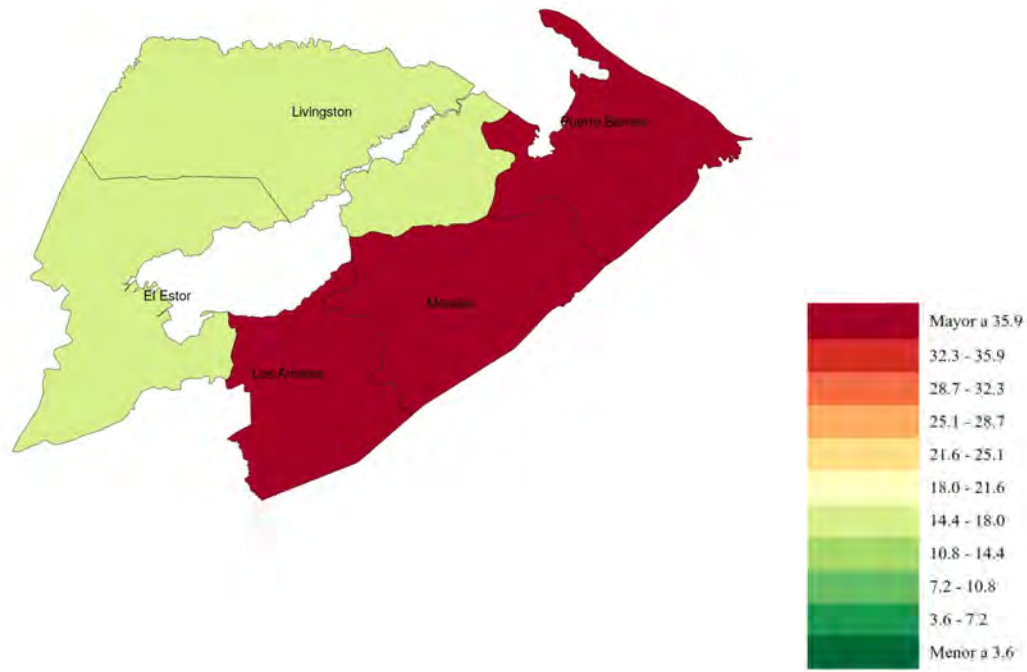 Livingston
Puerto Barrios
El Estor
Morales
Los Amates
Mayor a 35.9
32.3 - 35.9
28.7 - 32.3
25.1 - 28.7
21.6 - 25.1
18.0 - 21.6
14.4 - 18.0
10.8 - 14.4
7.2 - 10.8
3.6 - 7.2
Menor a 3.6